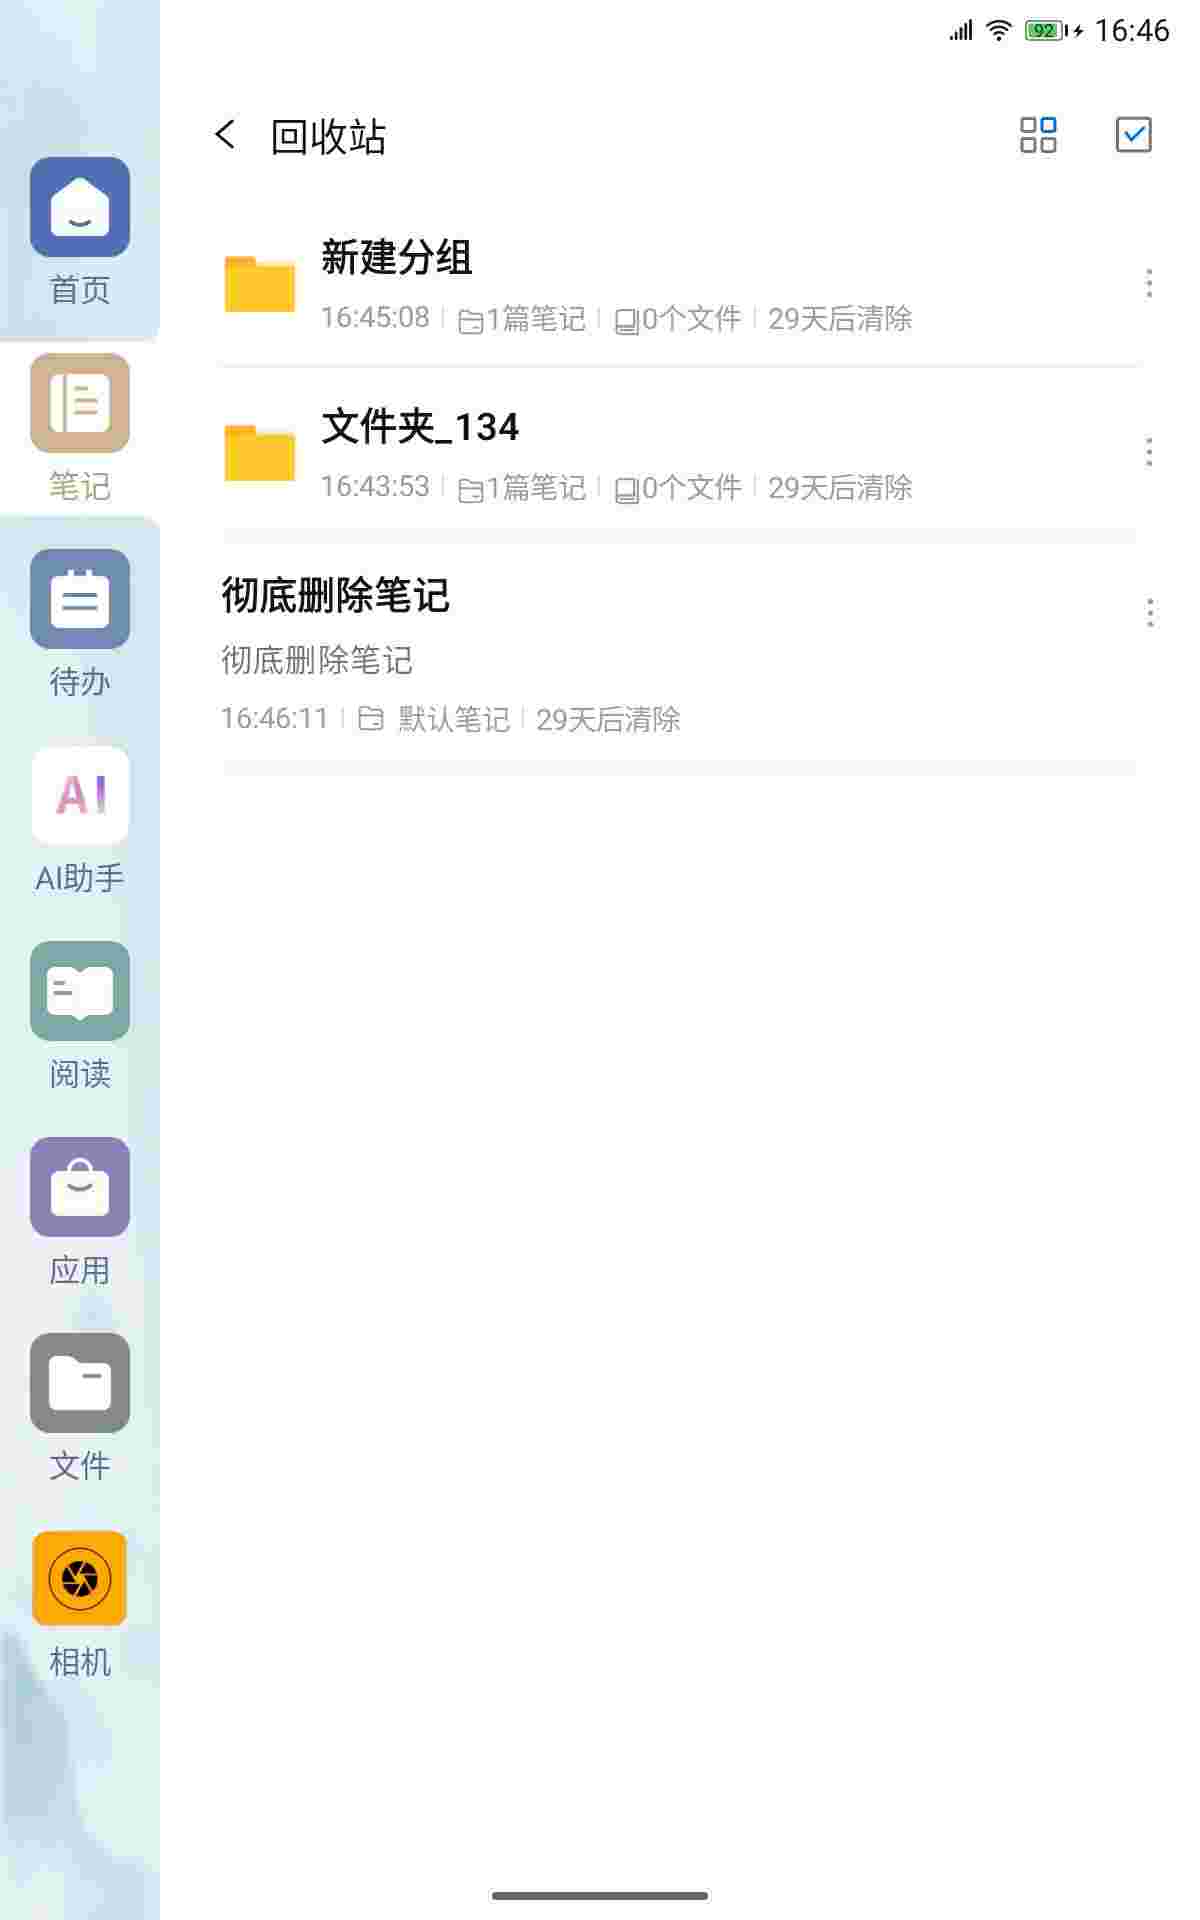 92 16:46
回收站
新建分组
16:45:08 1篇笔记 0个文件 29天后清除
文件夹_134
16:43:53 1篇笔记 0个文件 29天后清除
彻底删除笔记
彻底删除笔记
16:46:11 默认笔记 29天后清除
首页
笔记
待办
AI
AI助手
阅读
应用
文件
相机